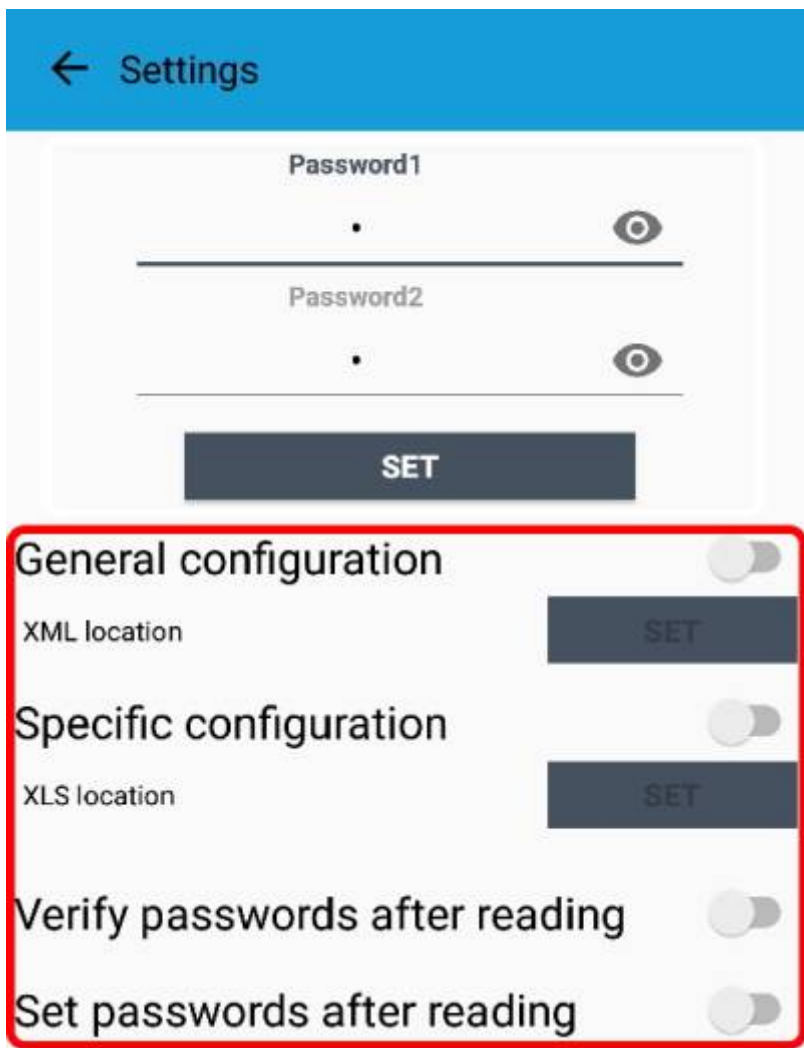 Settings
Password1
•
Password2
•
SET
General configuration
XML location
SET
Specific configuration
XLS location
SET
Verify passwords after reading
Set passwords after reading